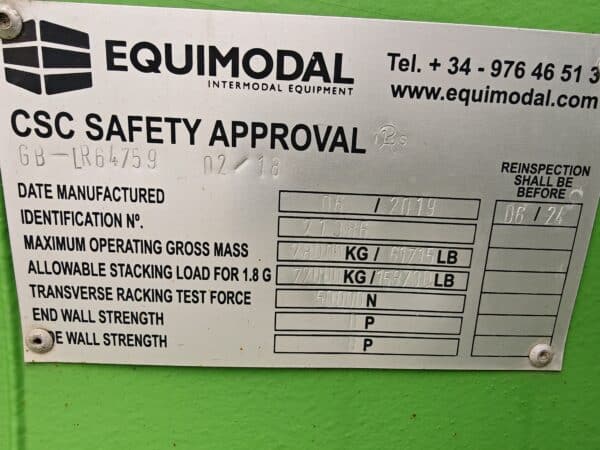 EQUIMODAL
INTERMODAL EQUIPMENT
Tel. + 34 - 976 46 51 3
www.equimodal.com
CSC SAFETY APPROVAL
GB-LR64759 02/18
REINSPECTION
SHALL BE
BEFORE
DATE MANUFACTURED 06 / 2019 06 / 24
IDENTIFICATION Nº.
MAXIMUM OPERATING GROSS MASS KG / LB
ALLOWABLE STACKING LOAD FOR 1.8 G KG / LB
TRANSVERSE RACKING TEST FORCE N
END WALL STRENGTH P
DE WALL STRENGTH P